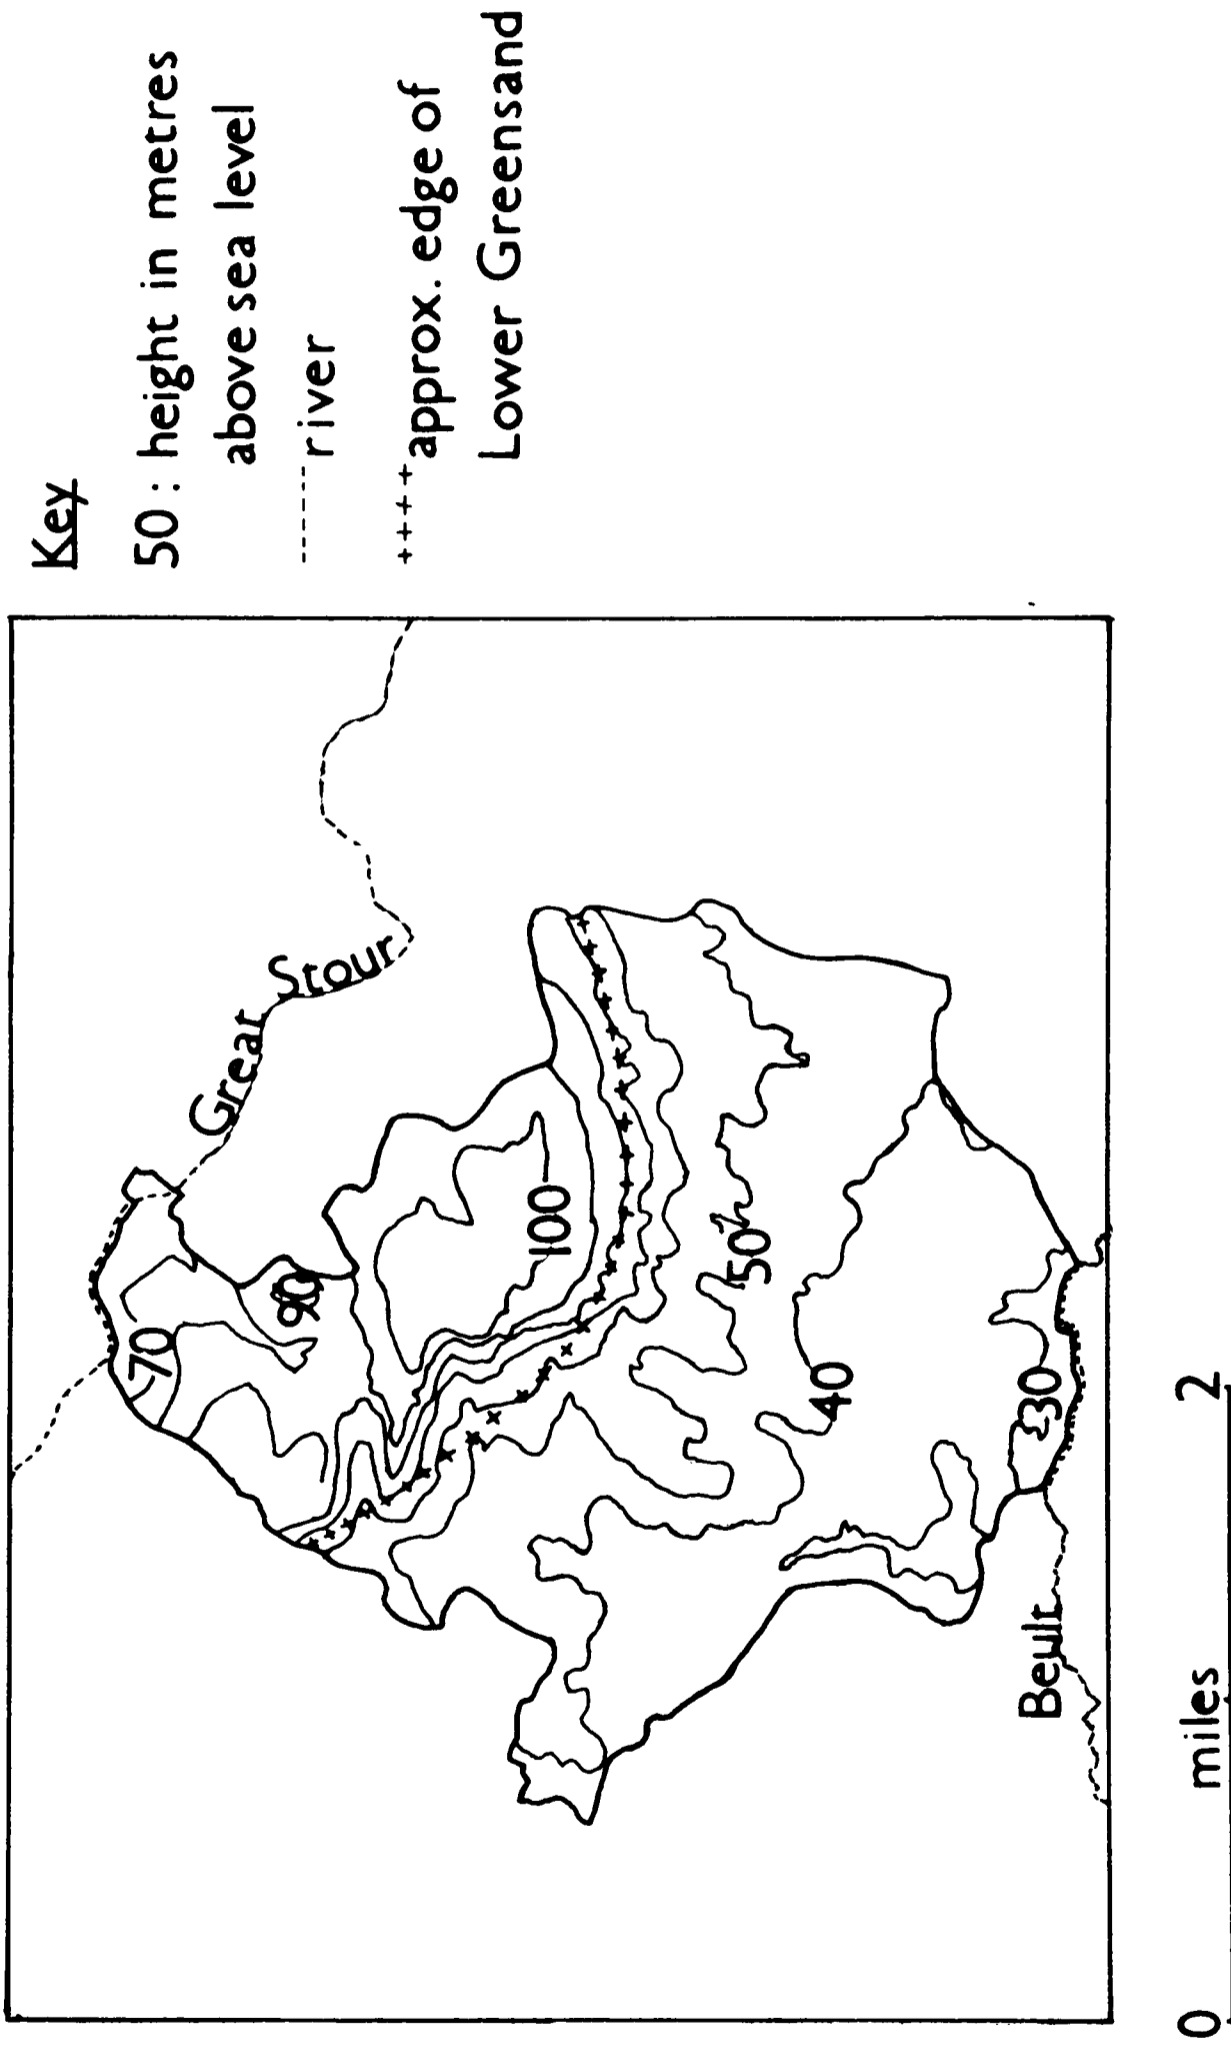 Key
50 : height in metres
above sea level
river
approx. edge of
Lower Greensand
Great Stour
70
90
100
50
40
30
Beult
0 miles 2